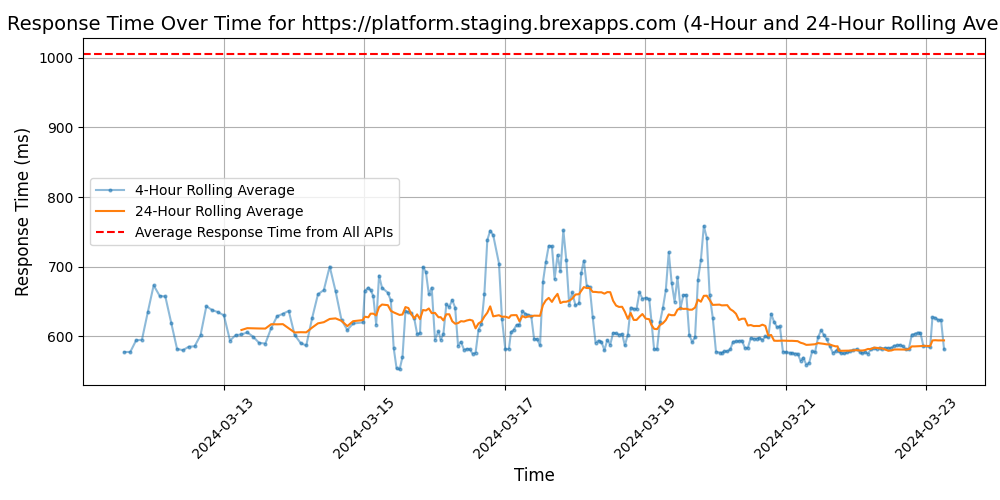 Response Time Over Time for https://platform.staging.brexapps.com (4-Hour and 24-Hour Rolling Ave
Response Time (ms)
1000
900
800
700
600
4-Hour Rolling Average
24-Hour Rolling Average
Average Response Time from All APIs
2024-03-13
2024-03-15
2024-03-17
2024-03-19
2024-03-21
2024-03-23
Time